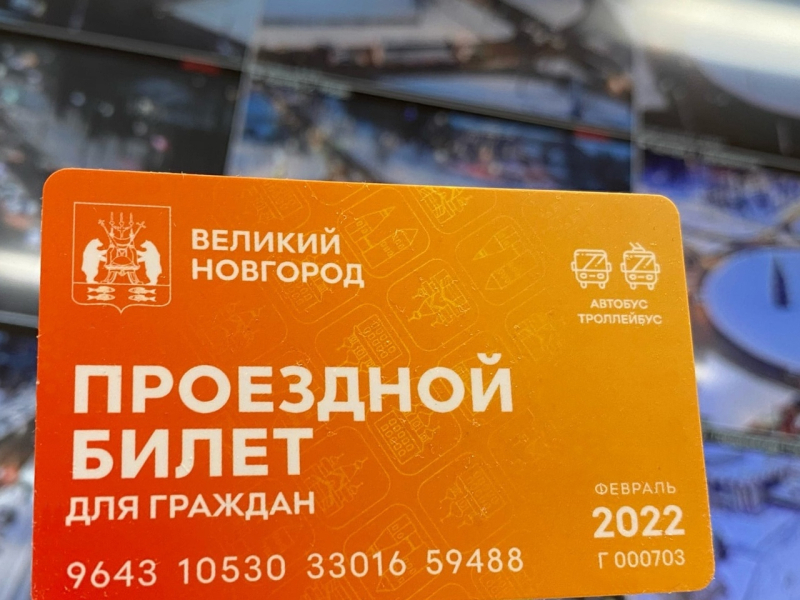 ВЕЛИКИЙ
НОВГОРОД
АВТОБУС
ТРОЛЛЕЙБУС
ПРОЕЗДНОЙ
БИЛЕТ
ДЛЯ ГРАЖДАН
ФЕВРАЛЬ
2022
Г 000703
9643 10530 33016 59488